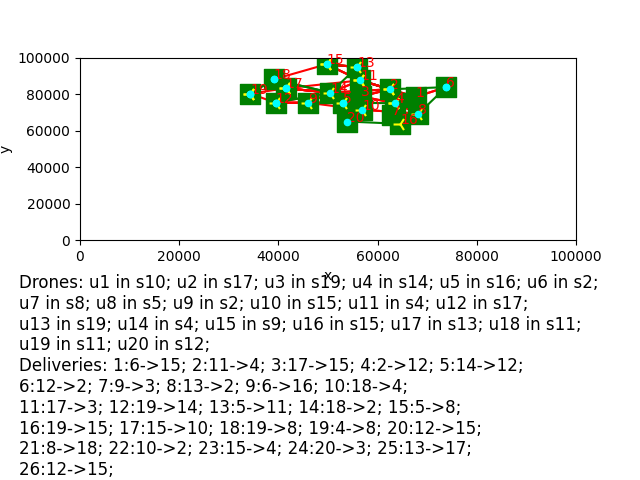 100000
80000
60000
40000
20000
0
y
0 20000 40000 60000 80000 100000
x
15
13
Drones: u1 in s10; u2 in s17; u3 in s19; u4 in s14; u5 in s16; u6 in s2;
u7 in s8; u8 in s5; u9 in s2; u10 in s15; u11 in s4; u12 in s17;
u13 in s19; u14 in s4; u15 in s9; u16 in s15; u17 in s13; u18 in s11;
u19 in s11; u20 in s12;
Deliveries: 1:6->15; 2:11->4; 3:17->15; 4:2->12; 5:14->12;
6:12->2; 7:9->3; 8:13->2; 9:6->16; 10:18->4;
11:17->3; 12:19->14; 13:5->11; 14:18->2; 15:5->8;
16:19->15; 17:15->10; 18:19->8; 19:4->8; 20:12->15;
21:8->18; 22:10->2; 23:15->4; 24:20->3; 25:13->17;
26:12->15;